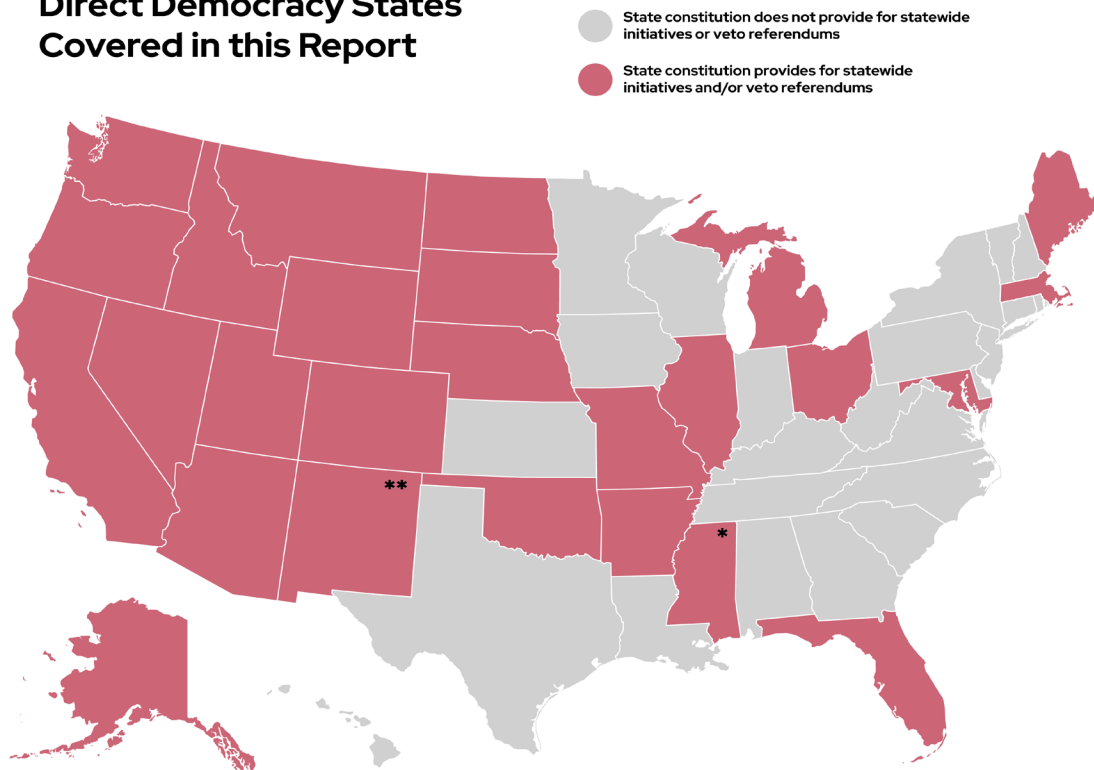 Direct Democracy States
Covered in this Report
State constitution does not provide for statewide
initiatives or veto referendums
State constitution provides for statewide
initiatives and/or veto referendums
**
*